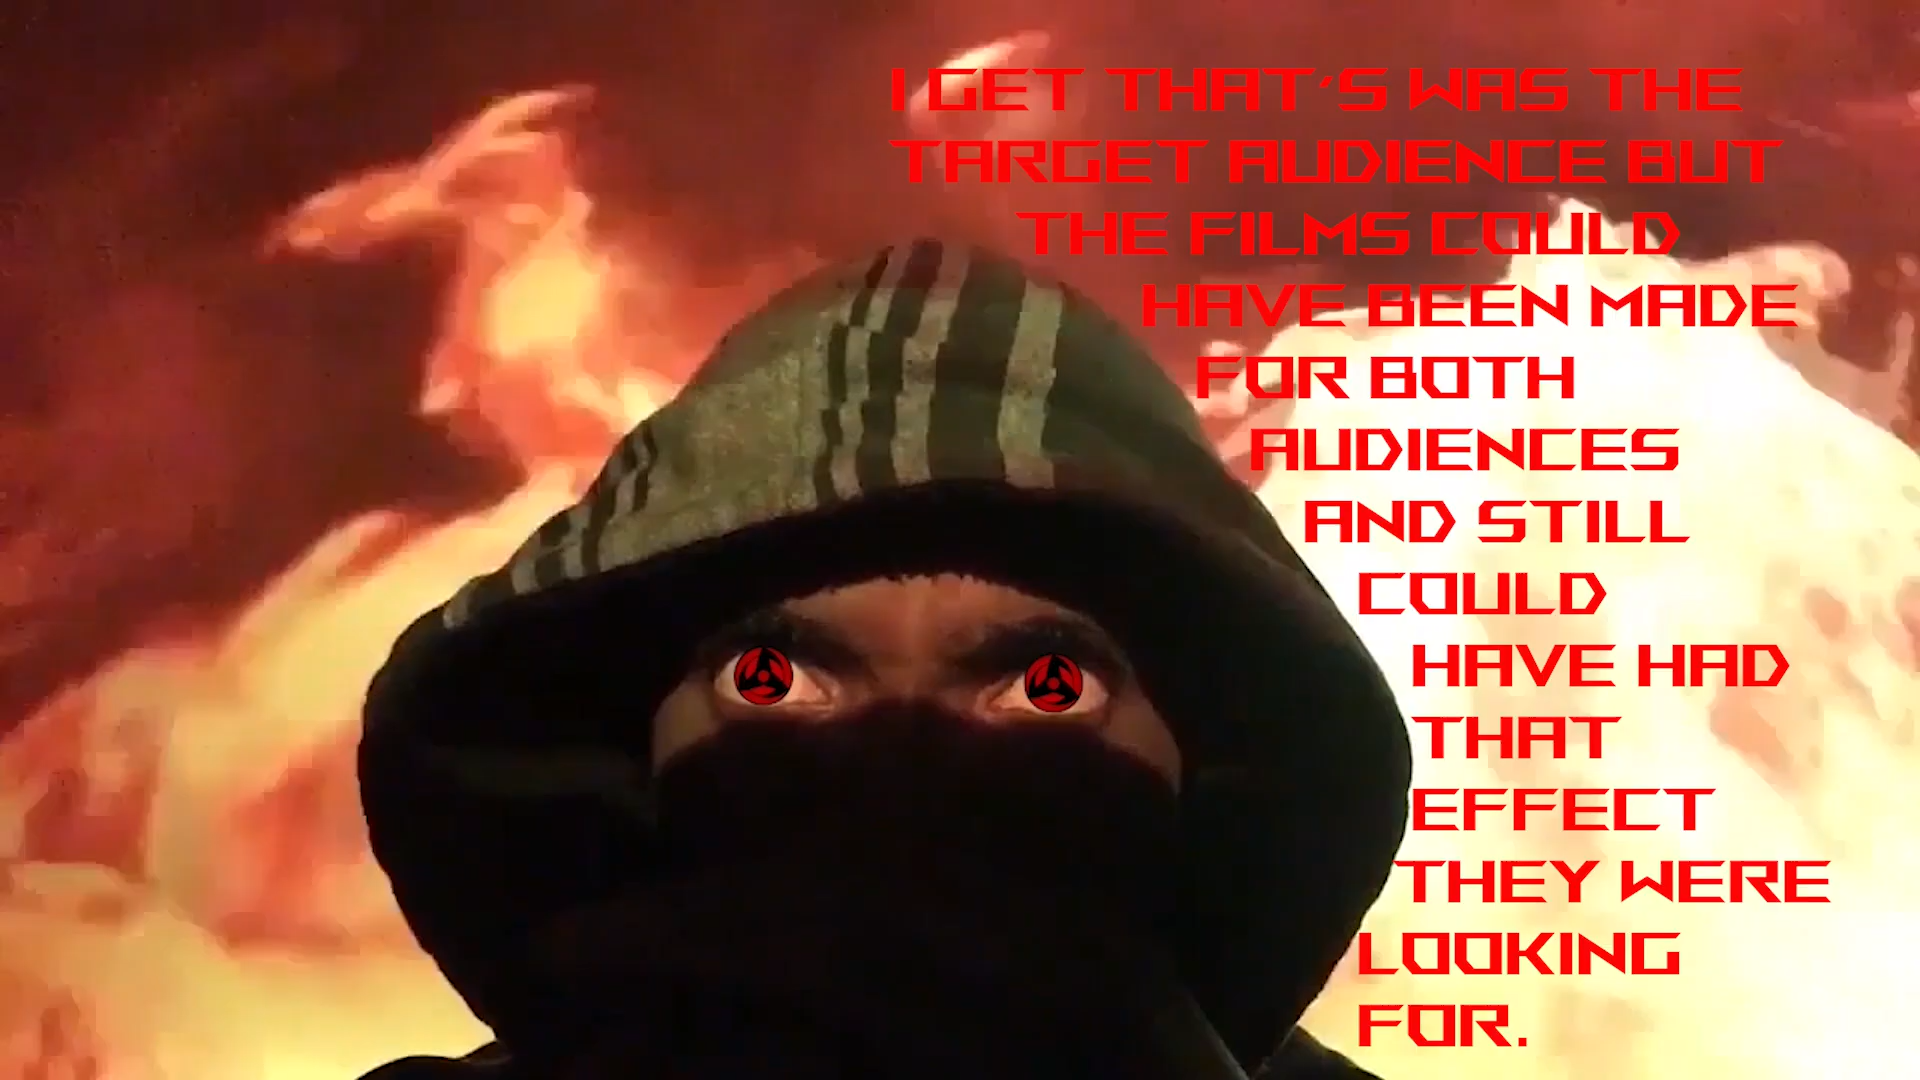 I GET THAT'S WAS THE
TARGET AUDIENCE BUT
THE FILMS COULD
HAVE BEEN MADE
FOR BOTH
AUDIENCES
AND STILL
COULD
HAVE HAD
THAT
EFFECT
THEY WERE
LOOKING
FOR.